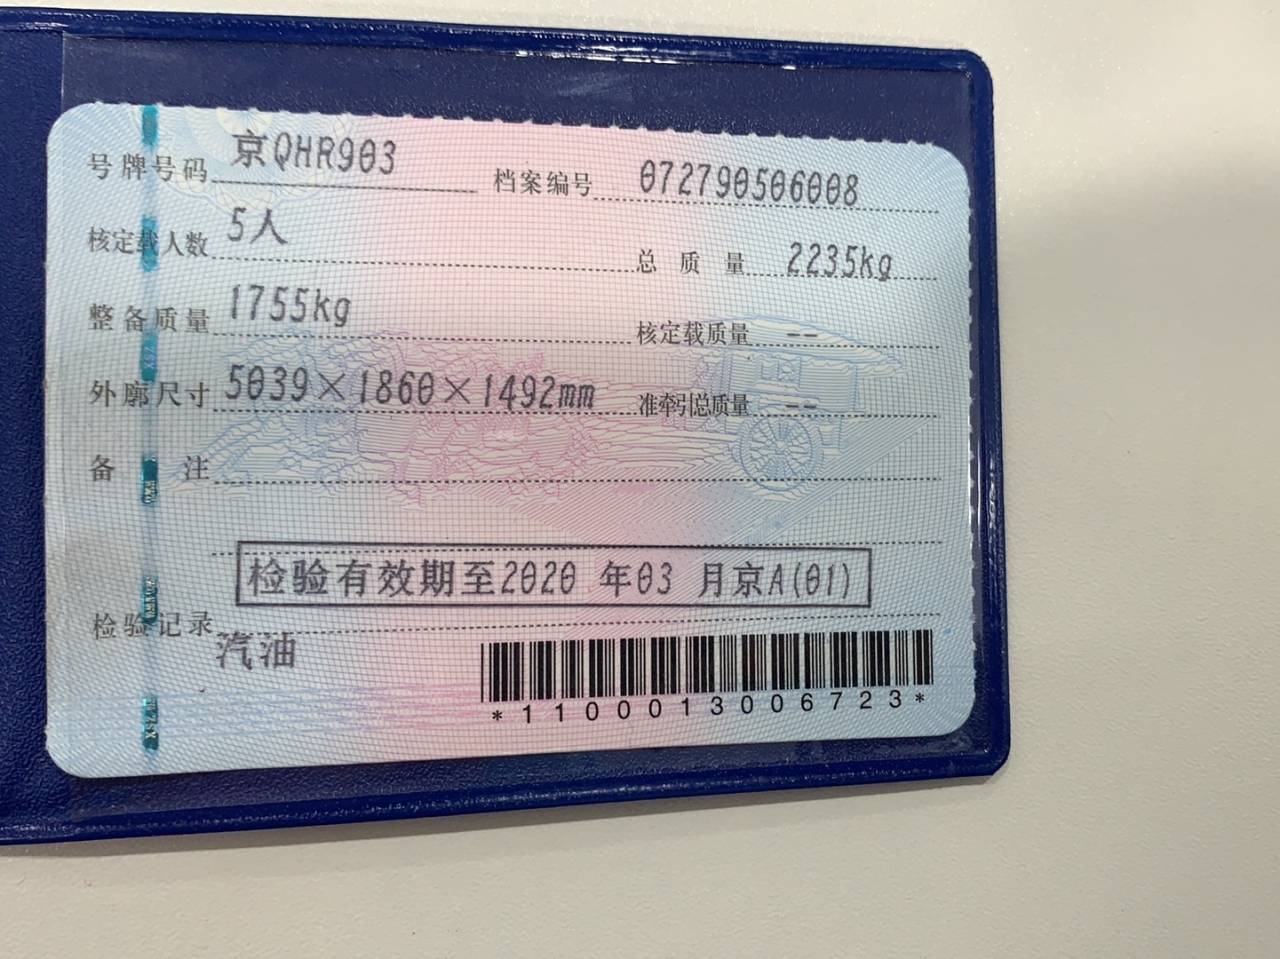 号牌号码 京QHR903 档案编号 072790506008
核定载人数 5人 总质量 2235kg
整备质量 1755kg 核定载质量 --
外廓尺寸 5039×1860×1492mm 准牵引总质量 --
备注
检验有效期至2020 年03 月京A(01)
检验记录
汽油
*1100013006723*